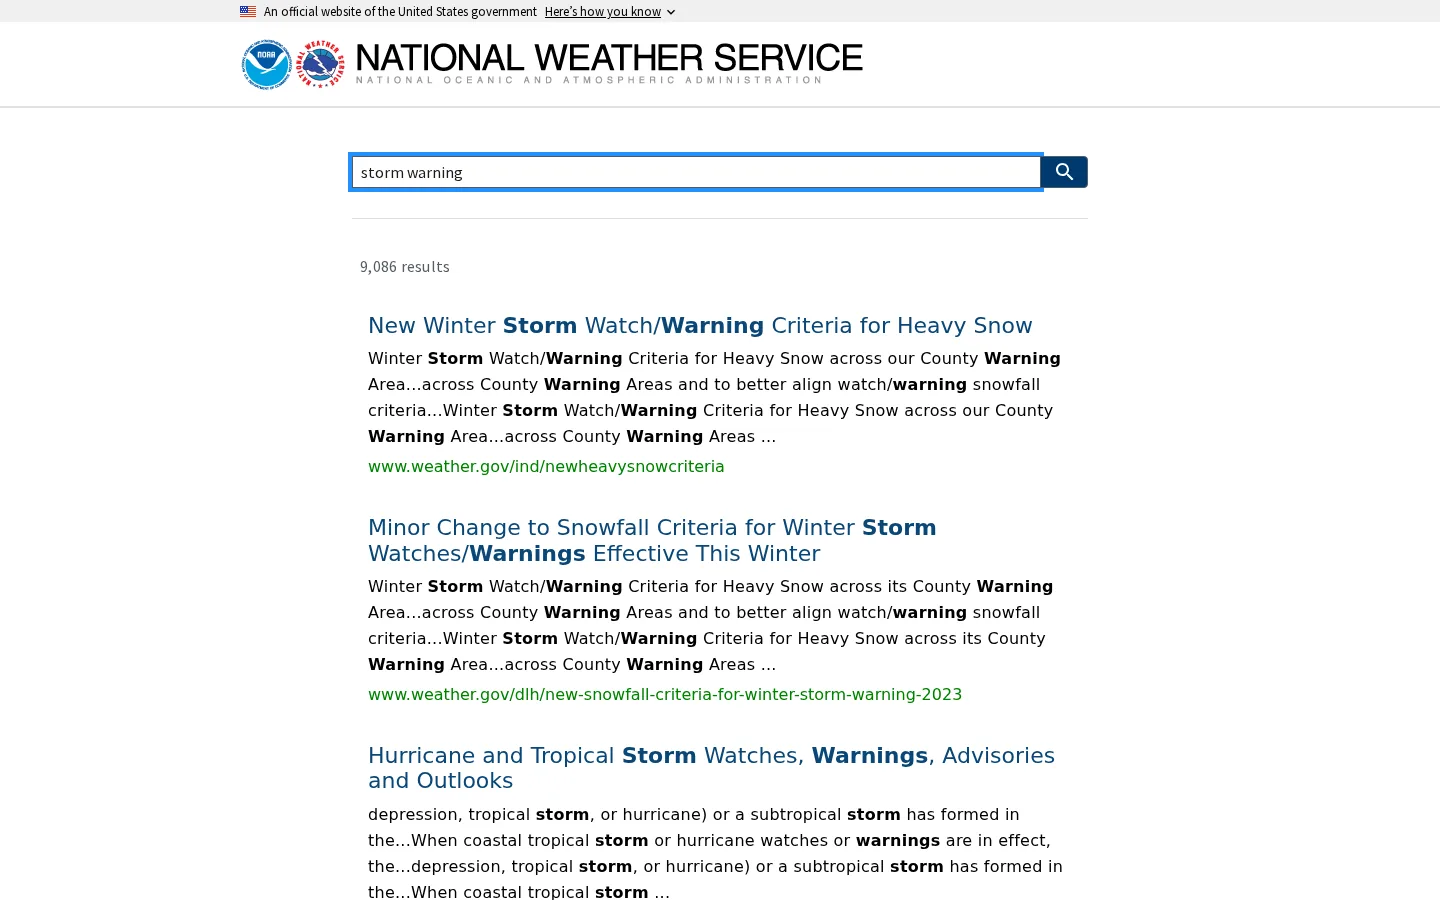 An official website of the United States government Here's how you know
NATIONAL WEATHER SERVICE
NATIONAL OCEANIC AND ATMOSPHERIC ADMINISTRATION
storm warning
9,086 results
New Winter Storm Watch/Warning Criteria for Heavy Snow
Winter Storm Watch/Warning Criteria for Heavy Snow across our County Warning
Area...across County Warning Areas and to better align watch/warning snowfall
criteria...Winter Storm Watch/Warning Criteria for Heavy Snow across our County
Warning Area...across County Warning Areas ...
www.weather.gov/ind/newheavysnowcriteria
Minor Change to Snowfall Criteria for Winter Storm
Watches/Warnings Effective This Winter
Winter Storm Watch/Warning Criteria for Heavy Snow across its County Warning
Area...across County Warning Areas and to better align watch/warning snowfall
criteria...Winter Storm Watch/Warning Criteria for Heavy Snow across its County
Warning Area...across County Warning Areas ...
www.weather.gov/dlh/new-snowfall-criteria-for-winter-storm-warning-2023
Hurricane and Tropical Storm Watches, Warnings, Advisories
and Outlooks
depression, tropical storm, or hurricane) or a subtropical storm has formed in
the...When coastal tropical storm or hurricane watches or warnings are in effect,
the...depression, tropical storm, or hurricane) or a subtropical storm has formed in
the...When coastal tropical storm ...